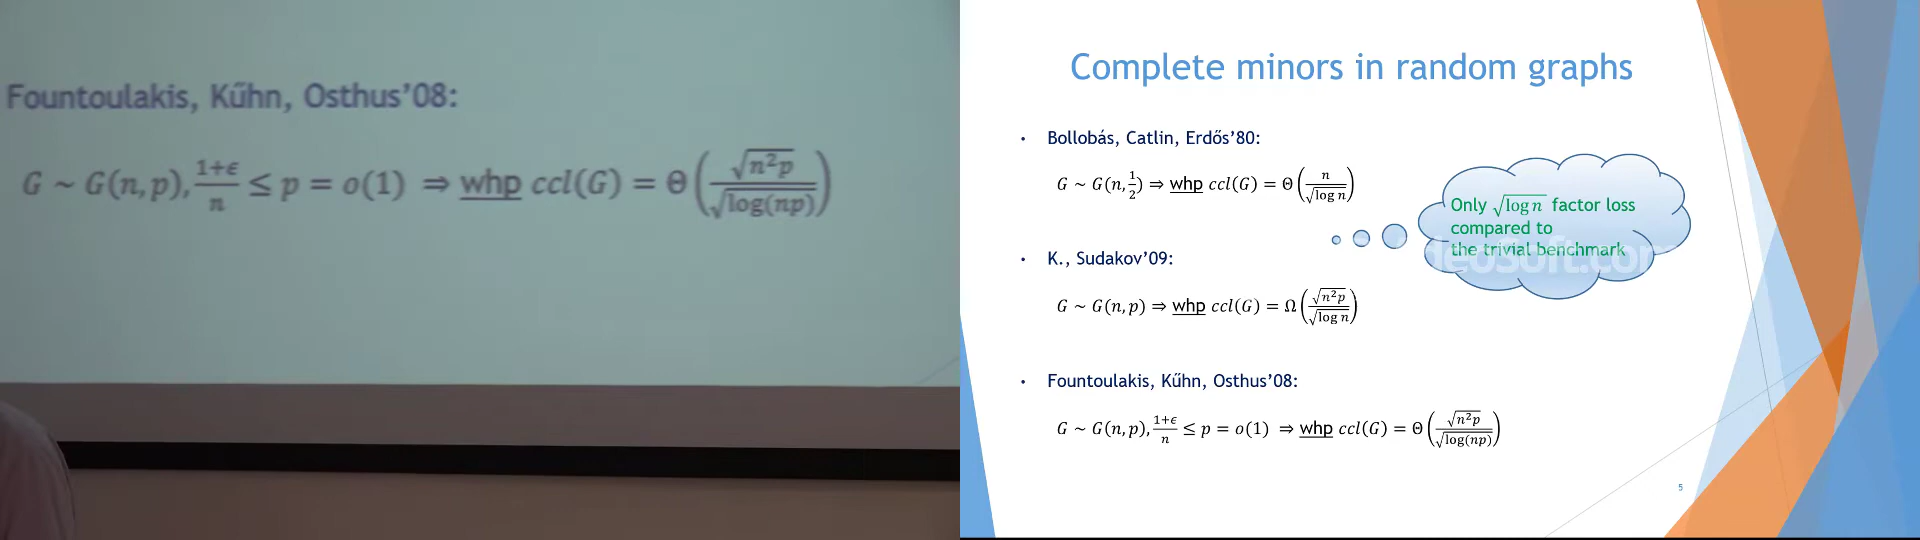 Fountoulakis, Kűhn, Osthus'08:
G ~ G(n,p), (1+ϵ)/n ≤ p = o(1) ⇒ whp ccl(G) = Θ(√(n²p)/√(log(np)))
Complete minors in random graphs
• Bollobás, Catlin, Erdős'80:
G ~ G(n,1/2) ⇒ whp ccl(G) = Θ(n/√(log n))
Only √(log n) factor loss
compared to
the trivial benchmark
• K., Sudakov'09:
G ~ G(n,p) ⇒ whp ccl(G) = Ω(√(n²p)/√(log n))
• Fountoulakis, Kűhn, Osthus'08:
G ~ G(n,p), (1+ϵ)/n ≤ p = o(1) ⇒ whp ccl(G) = Θ(√(n²p)/√(log(np)))
5